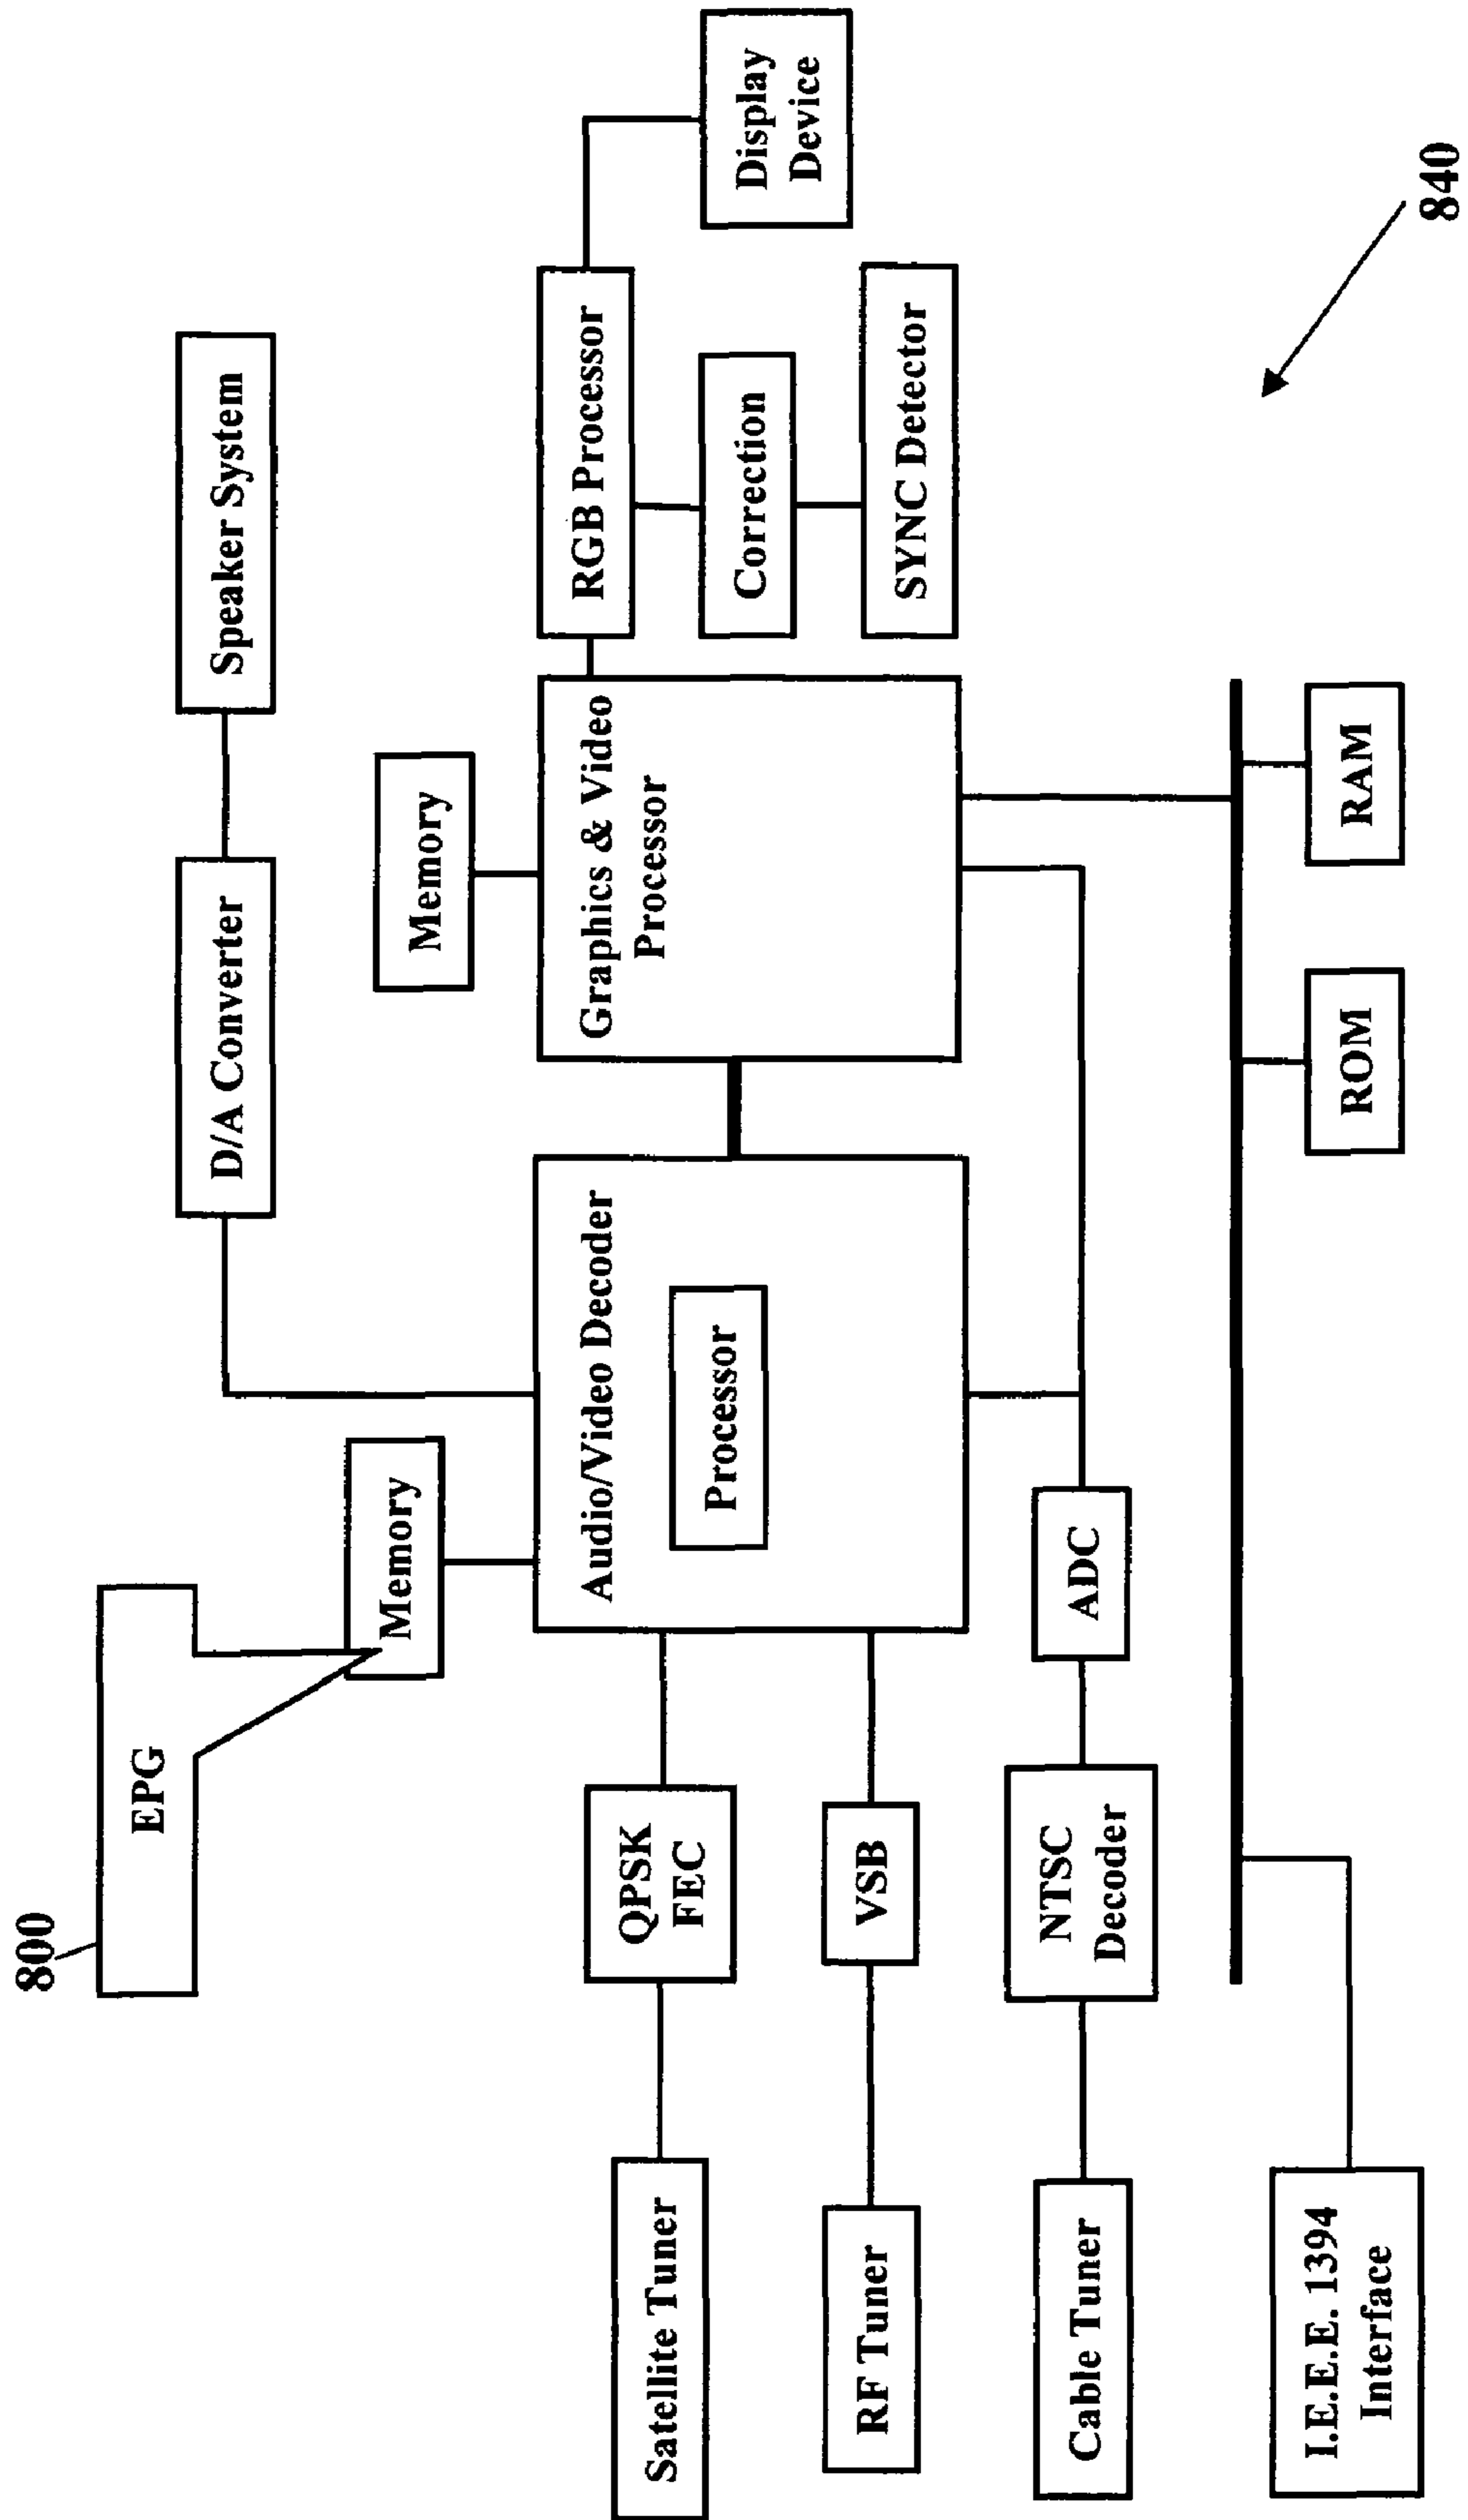 800
EPG
Memory
D/A Converter
Speaker System
Memory
Satellite Tuner
QPSK
FEC
Audio/Video Decoder
Processor
Graphics & Video
Processor
RGB Processor
Display
Device
Correction
SYNC Detector
RF Tuner
VSB
Cable Tuner
NTSC
Decoder
ADC
I.E.E.E. 1394
Interface
ROM
RAM
840